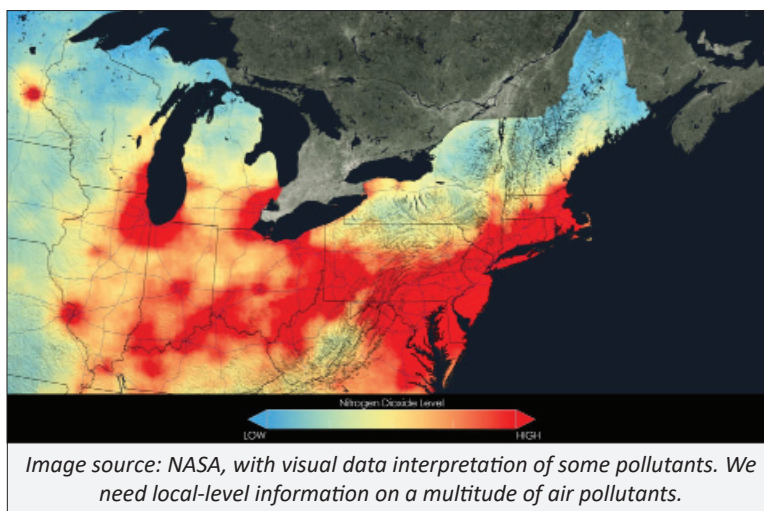 Nitrogen Dioxide Level
LOW
HIGH
Image source: NASA, with visual data interpretation of some pollutants. We
need local-level information on a multitude of air pollutants.